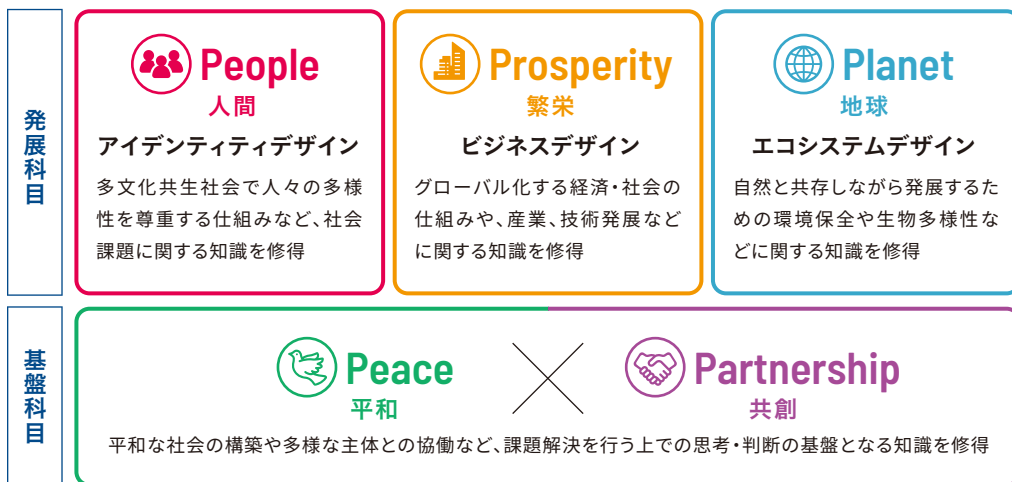 発展科目
People
人間
アイデンティティデザイン
多文化共生社会で人々の多様
性を尊重する仕組みなど、社会
課題に関する知識を修得
Prosperity
繁栄
ビジネスデザイン
グローバル化する経済・社会の
仕組みや、産業、技術発展など
に関する知識を修得
Planet
地球
エコシステムデザイン
自然と共存しながら発展するた
めの環境保全や生物多様性な
どに関する知識を修得
基盤科目
Peace
平和
Partnership
共創
平和な社会の構築や多様な主体との協働など、課題解決を行う上での思考・判断の基盤となる知識を修得